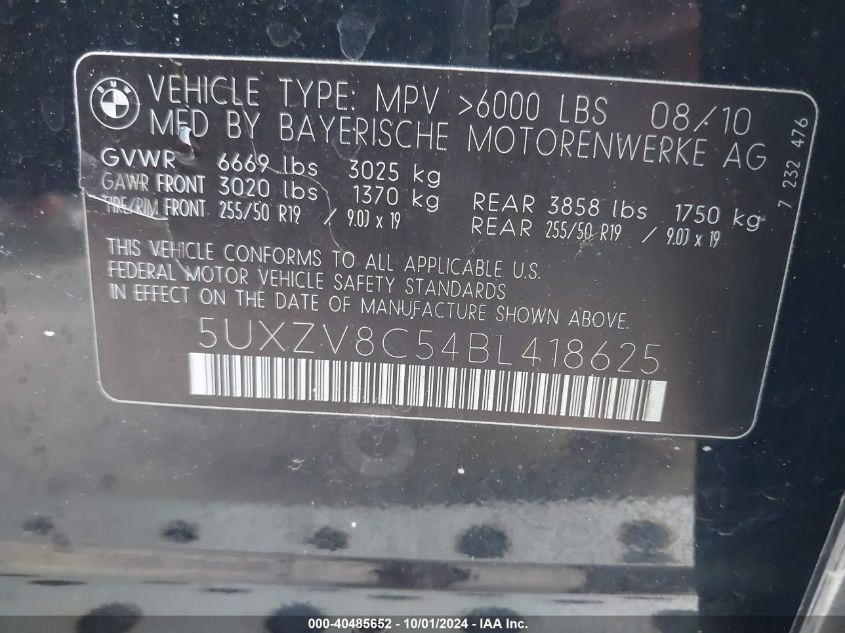 BMW
VEHICLE TYPE: MPV >6000 LBS 08/10
MFD BY BAYERISCHE MOTORENWERKE AG
GVWR 6669 lbs 3025 kg
GAWR FRONT 3020 lbs 1370 kg REAR 3858 lbs 1750 kg
TIRE/RIM FRONT 255/50 R19 / 9.0J x 19 REAR 255/50 R19 / 9.0J x 19
7 232 476
THIS VEHICLE CONFORMS TO ALL APPLICABLE U.S.
FEDERAL MOTOR VEHICLE SAFETY STANDARDS
IN EFFECT ON THE DATE OF MANUFACTURE SHOWN ABOVE.
5UXZV8C54BL418625
000-40485652 - 10/01/2024 - IAA Inc.